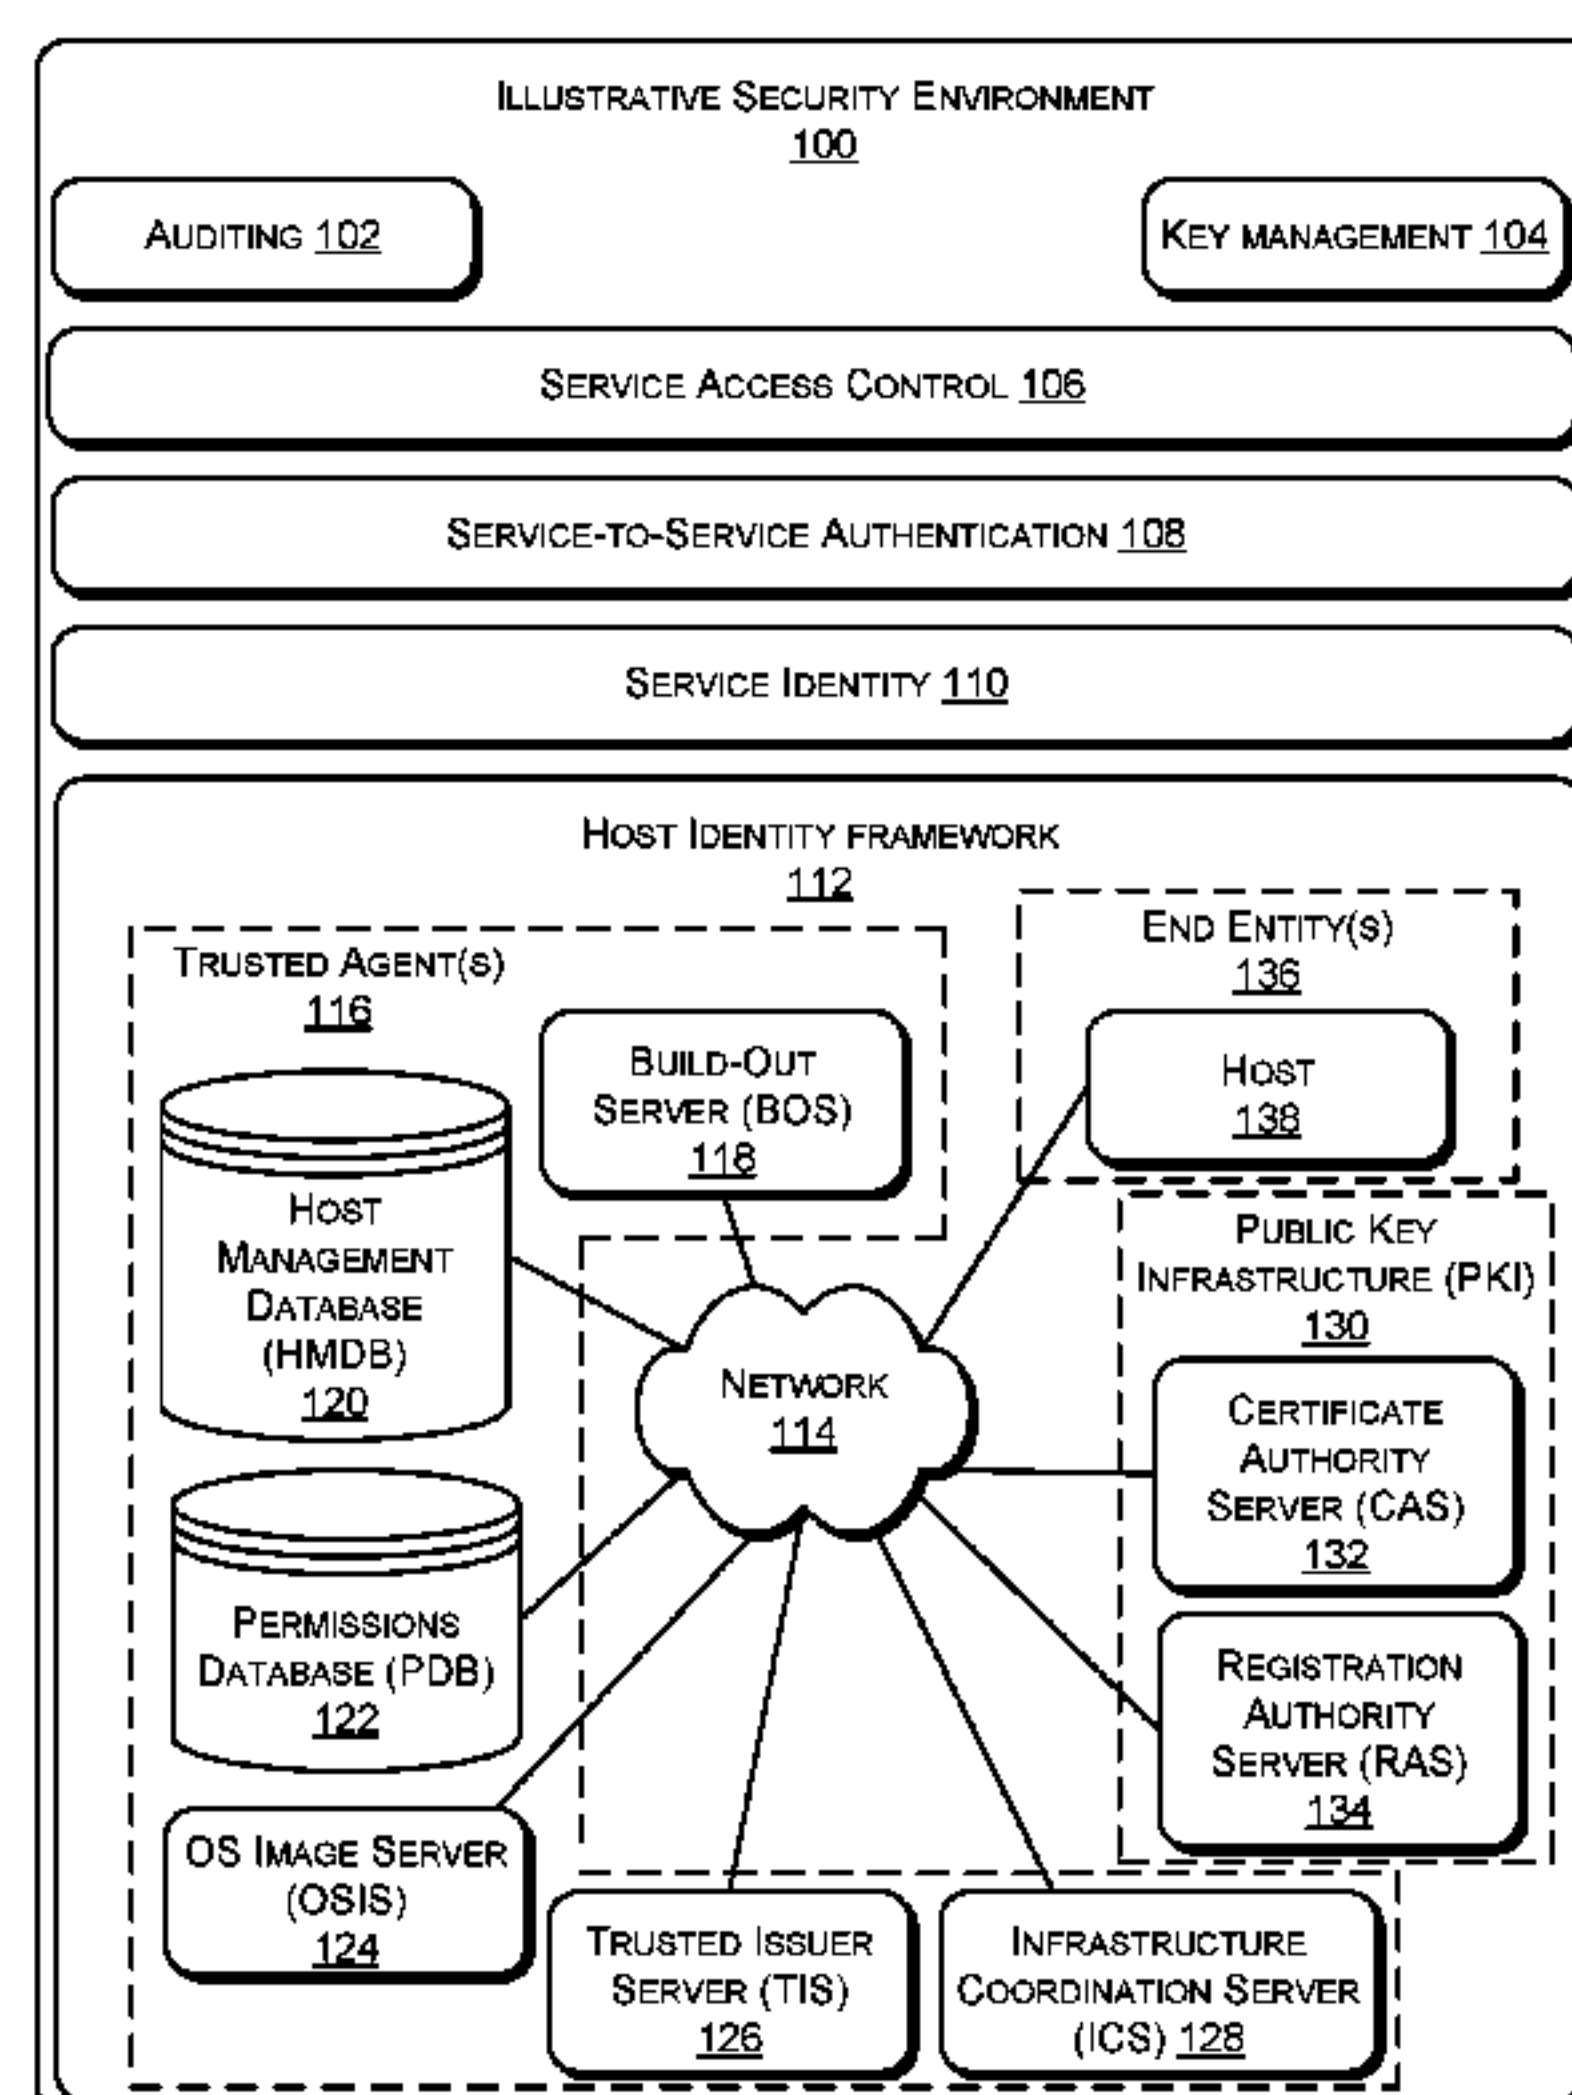 ILLUSTRATIVE SECURITY ENVIRONMENT
100
AUDITING 102
KEY MANAGEMENT 104
SERVICE ACCESS CONTROL 106
SERVICE-TO-SERVICE AUTHENTICATION 108
SERVICE IDENTITY 110
HOST IDENTITY FRAMEWORK
112
TRUSTED AGENT(S)
116
BUILD-OUT
SERVER (BOS)
118
END ENTITY(S)
136
HOST
138
HOST
MANAGEMENT
DATABASE
(HMDB)
120
NETWORK
114
PUBLIC KEY
INFRASTRUCTURE (PKI)
130
CERTIFICATE
AUTHORITY
SERVER (CAS)
132
PERMISSIONS
DATABASE (PDB)
122
REGISTRATION
AUTHORITY
SERVER (RAS)
134
OS IMAGE SERVER
(OSIS)
124
TRUSTED ISSUER
SERVER (TIS)
126
INFRASTRUCTURE
COORDINATION SERVER
(ICS) 128